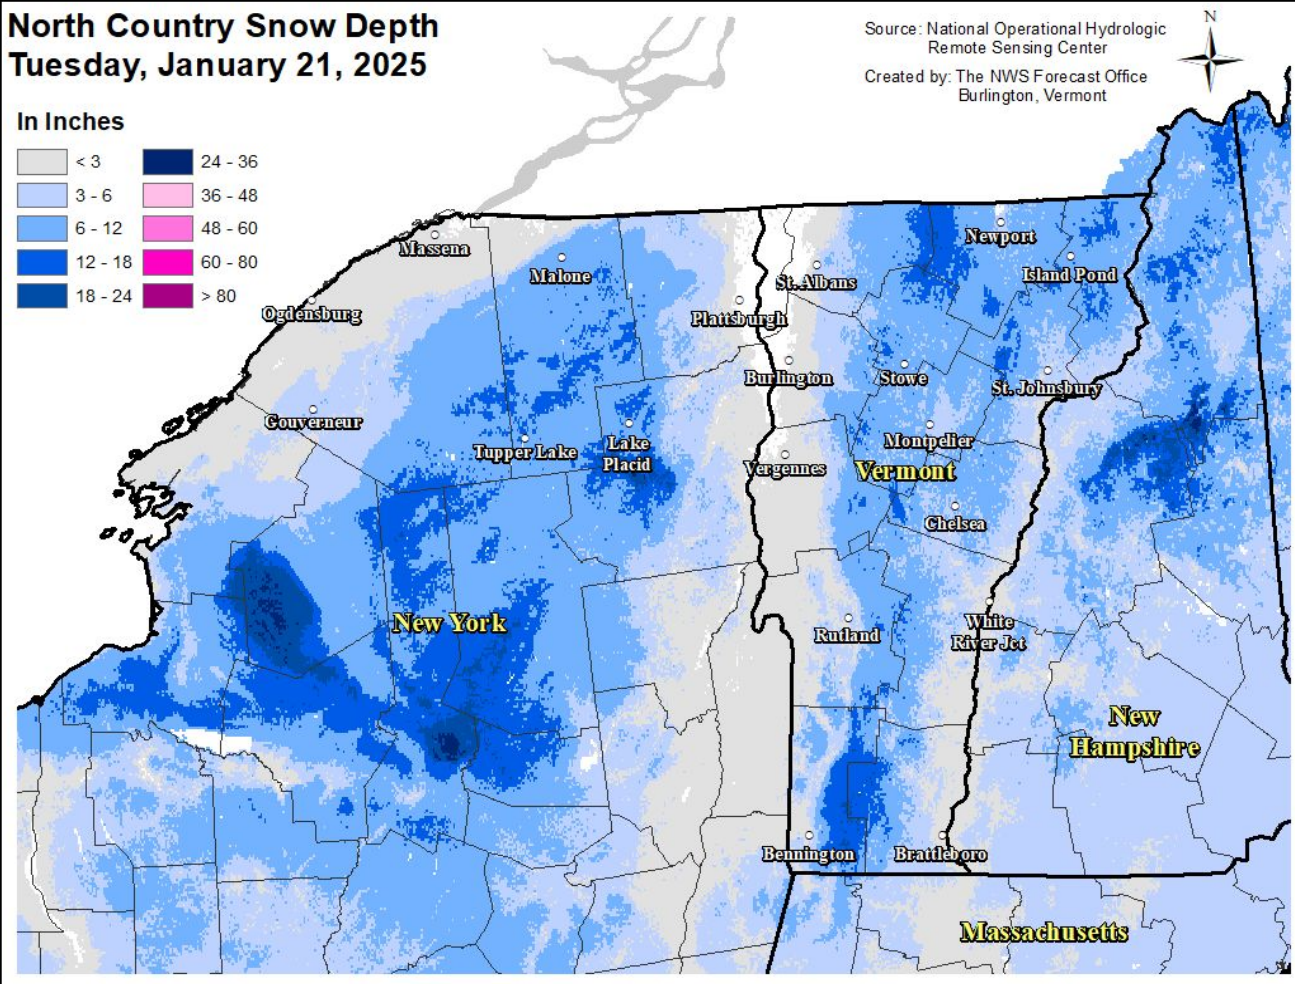 North Country Snow Depth
Tuesday, January 21, 2025
Source: National Operational Hydrologic
Remote Sensing Center
Created by: The NWS Forecast Office
Burlington, Vermont
N
In Inches
< 3
24 - 36
3 - 6
36 - 48
6 - 12
48 - 60
12 - 18
60 - 80
18 - 24
> 80
Massena
Malone
Newport
Island Pond
St. Albans
Ogdensburg
Plattsburgh
Burlington
Stowe
St. Johnsbury
Gouverneur
Tupper Lake
Lake
Placid
Montpelier
Vergennes
Vermont
Chelsea
New York
Rutland
White
River Jct
New
Hampshire
Bennington
Brattleboro
Massachusetts